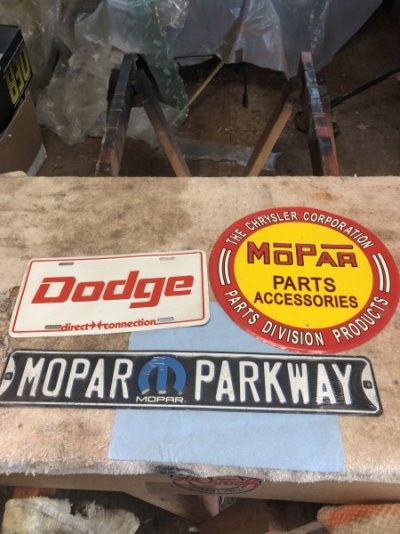 Dodge
direct connection
THE CHRYSLER CORPORATION
MOPAR
PARTS
ACCESSORIES
PARTS DIVISION PRODUCTS
MOPAR PARKWAY
MOPAR